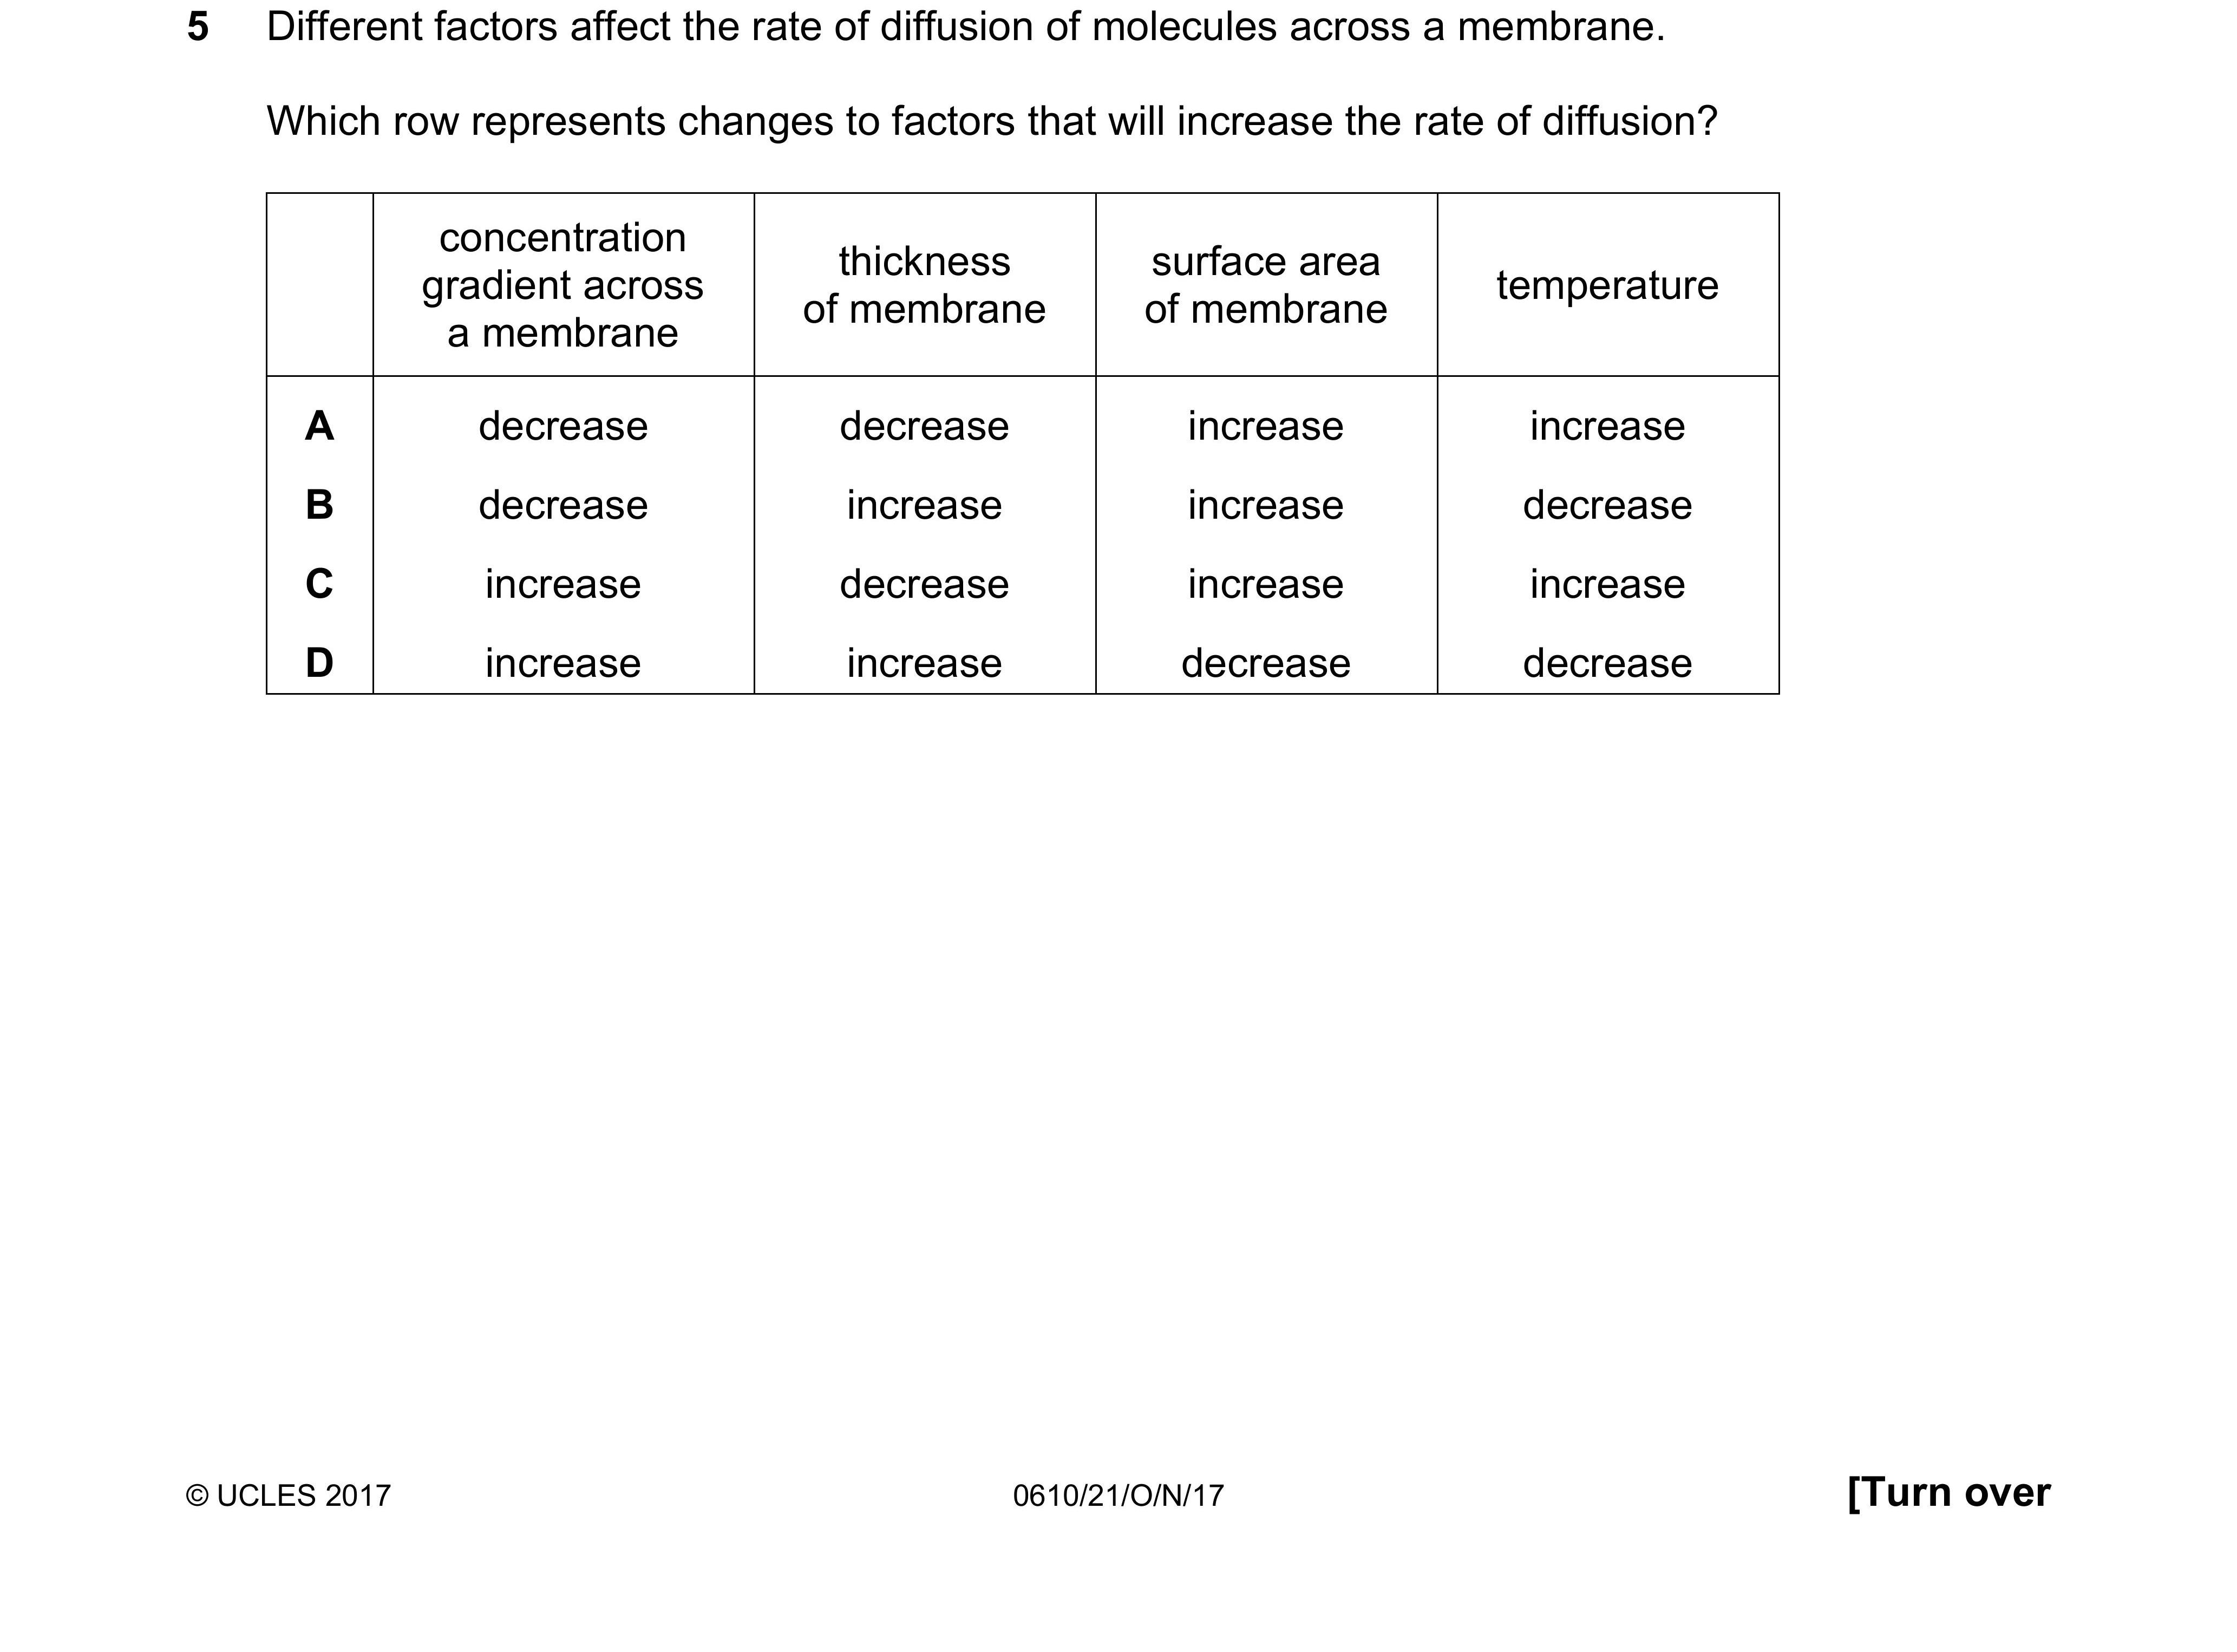 5 Different factors affect the rate of diffusion of molecules across a membrane.
Which row represents changes to factors that will increase the rate of diffusion?
concentration gradient across a membrane thickness of membrane surface area of membrane temperature
A decrease decrease increase increase
B decrease increase increase decrease
C increase decrease increase increase
D increase increase decrease decrease
© UCLES 2017 0610/21/O/N/17 [Turn over